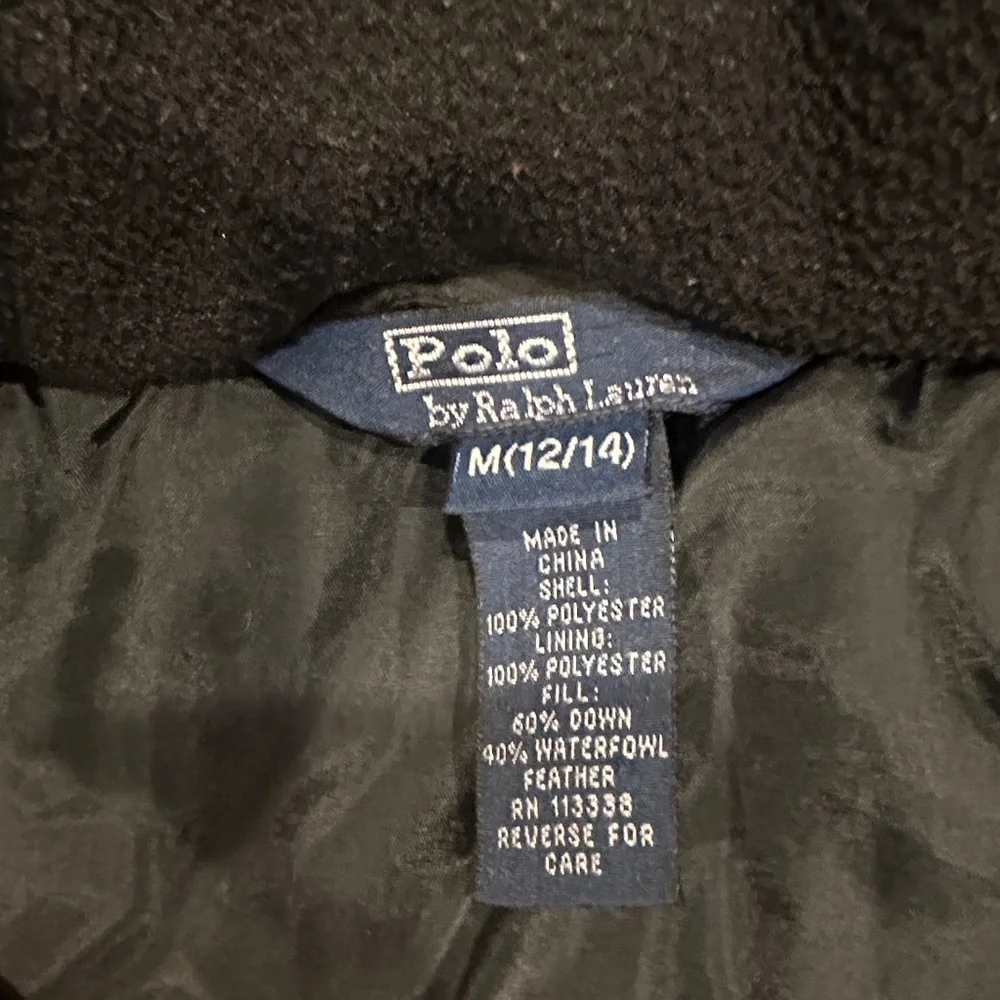 Polo
by Ralph Lauren
M(12/14)
MADE IN
CHINA
SHELL:
100% POLYESTER
LINING:
100% POLYESTER
FILL:
60% DOWN
40% WATERFOWL
FEATHER
RN 113338
REVERSE FOR
CARE